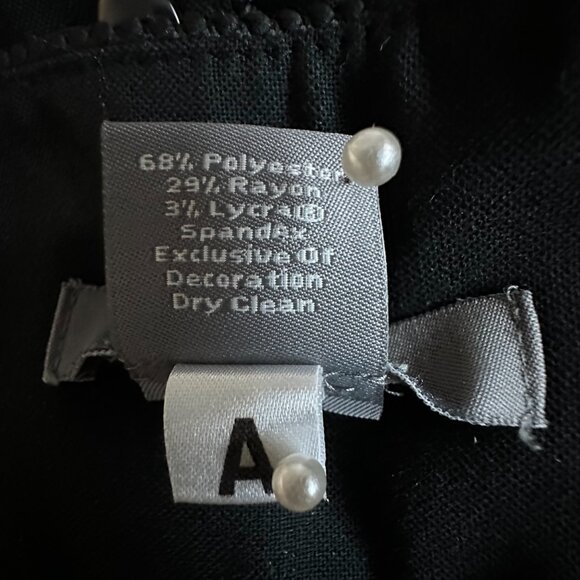 68% Polyester
29% Rayon
3% Lycra®
Spandex
Exclusive Of
Decoration
Dry Clean
A